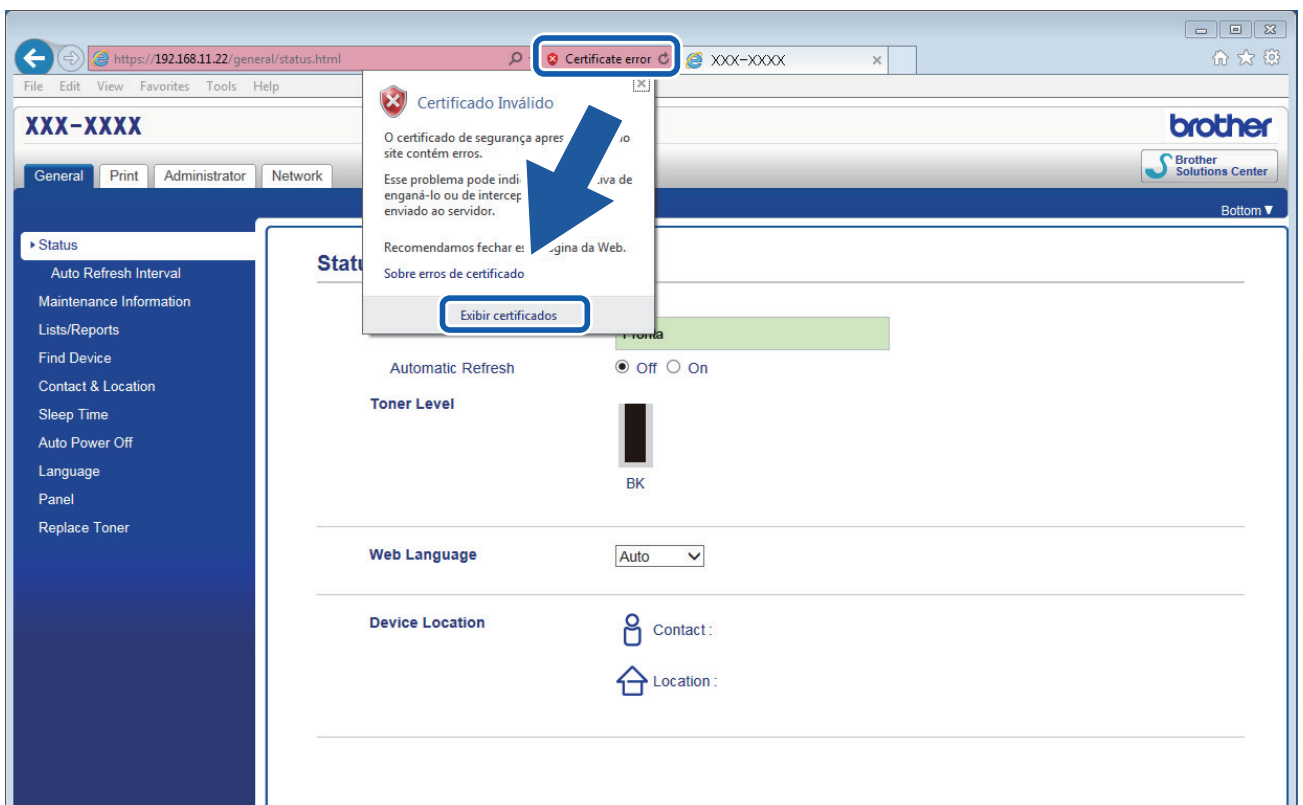 https://192.168.11.22/general/status.html
Certificate error
XXX-XXXX
File Edit View Favorites Tools Help
Certificado Inválido
O certificado de segurança apres
site contém erros.
Esse problema pode indi de
enganá-lo ou de intercep
enviado ao servidor.
Recomendamos fechar es da Web.
Sobre erros de certificado
Exibir certificados
XXX-XXXX
brother
Brother
Solutions Center
General Print Administrator Network
Bottom▼
Status
Auto Refresh Interval
Maintenance Information
Lists/Reports
Find Device
Contact & Location
Sleep Time
Auto Power Off
Language
Panel
Replace Toner
Automatic Refresh Off On
Toner Level
BK
Web Language Auto
Device Location Contact :
Location :